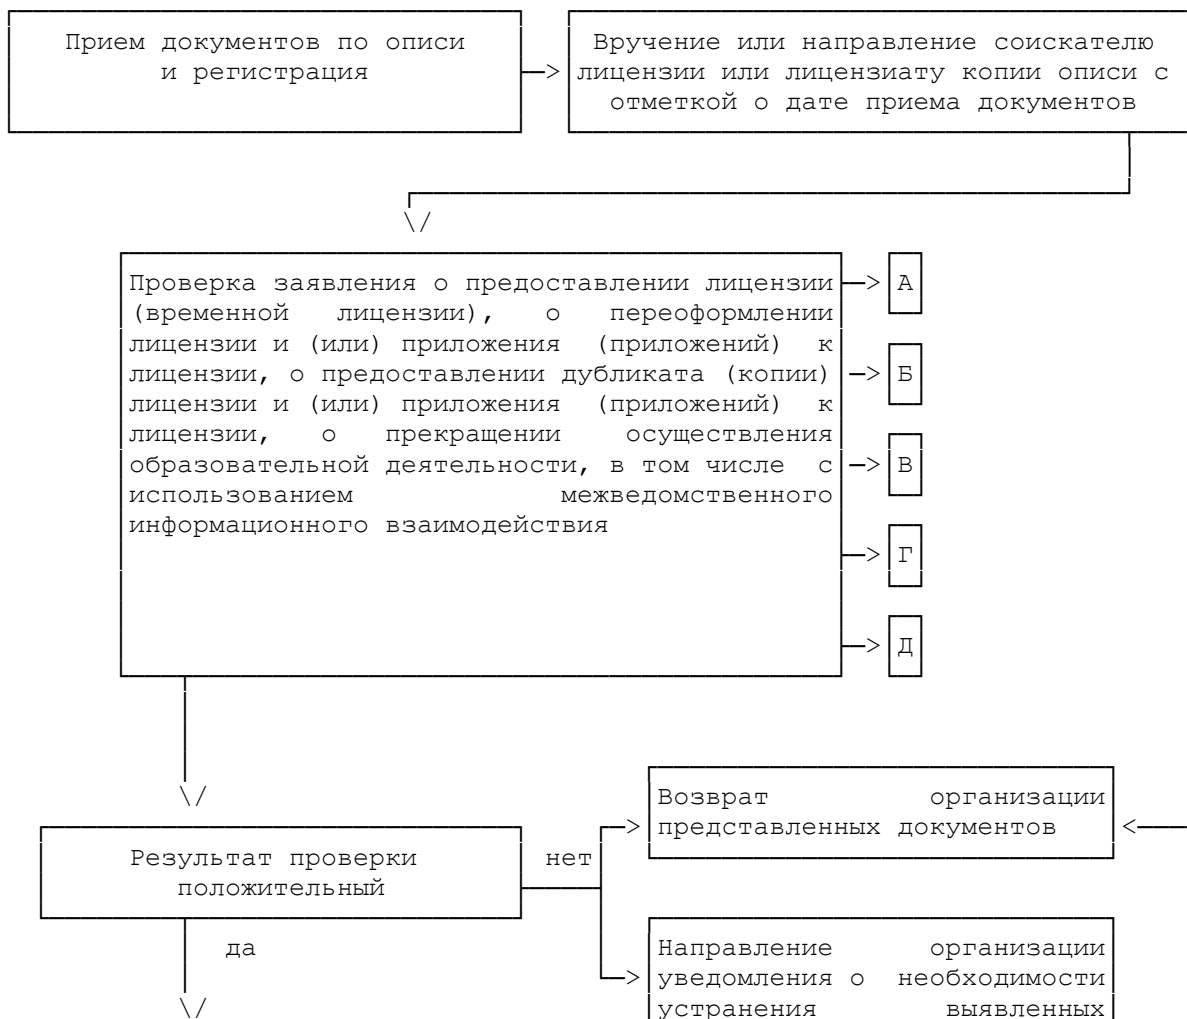 Прием документов по описи
и регистрация
Вручение или направление соискателю
лицензии или лицензиату копии описи с
отметкой о дате приема документов
Проверка заявления о предоставлении лицензии
(временной лицензии), о переоформлении
лицензии и (или) приложения (приложений) к
лицензии, о предоставлении дубликата (копии)
лицензии и (или) приложения (приложений) к
лицензии, о прекращении осуществления
образовательной деятельности, в том числе с
использованием межведомственного
информационного взаимодействия
А
Б
В
Г
Д
Результат проверки
положительный
нет
да
Возврат организации
представленных документов
Направление организации
уведомления о необходимости
устранения выявленных